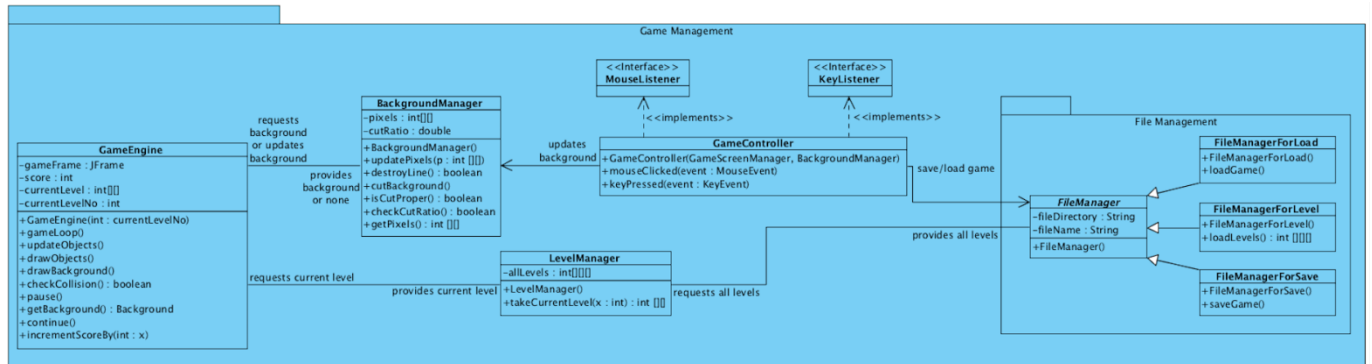 Game Management
<<Interface>>
MouseListener
<<Interface>>
KeyListener
<<implements>>
<<implements>>
BackgroundManager
-pixels : int[][]
-cutRatio : double
+BackgroundManager()
+updatePixels(p : int [][])
+destroyLine() : boolean
+cutBackground()
+isCutProper() : boolean
+checkCutRatio() : boolean
+getPixels() : int [][]
requests
background
or updates
background
provides
background
or none
updates
background
GameController
+GameController(GameScreenManager, BackgroundManager)
+mouseClicked(event : MouseEvent)
+keyPressed(event : KeyEvent)
save/load game
GameEngine
-gameFrame : JFrame
-score : int
-currentLevel : int[][]
-currentLevelNo : int
+GameEngine(int : currentLevelNo)
+gameLoop()
+updateObjects()
+drawObjects()
+drawBackground()
+checkCollision() : boolean
+pause()
+getBackground() : Background
+continue()
+incrementScoreBy(int : x)
requests current level
provides current level
LevelManager
-allLevels : int[][][]
+LevelManager()
+takeCurrentLevel(x : int) : int [][]
requests all levels
provides all levels
File Management
FileManager
-fileDirectory : String
-fileName : String
+FileManager()
FileManagerForLoad
+FileManagerForLoad()
+loadGame()
FileManagerForLevel
+FileManagerForLevel()
+loadLevels() : int [][][]
FileManagerForSave
+FileManagerForSave()
+saveGame()